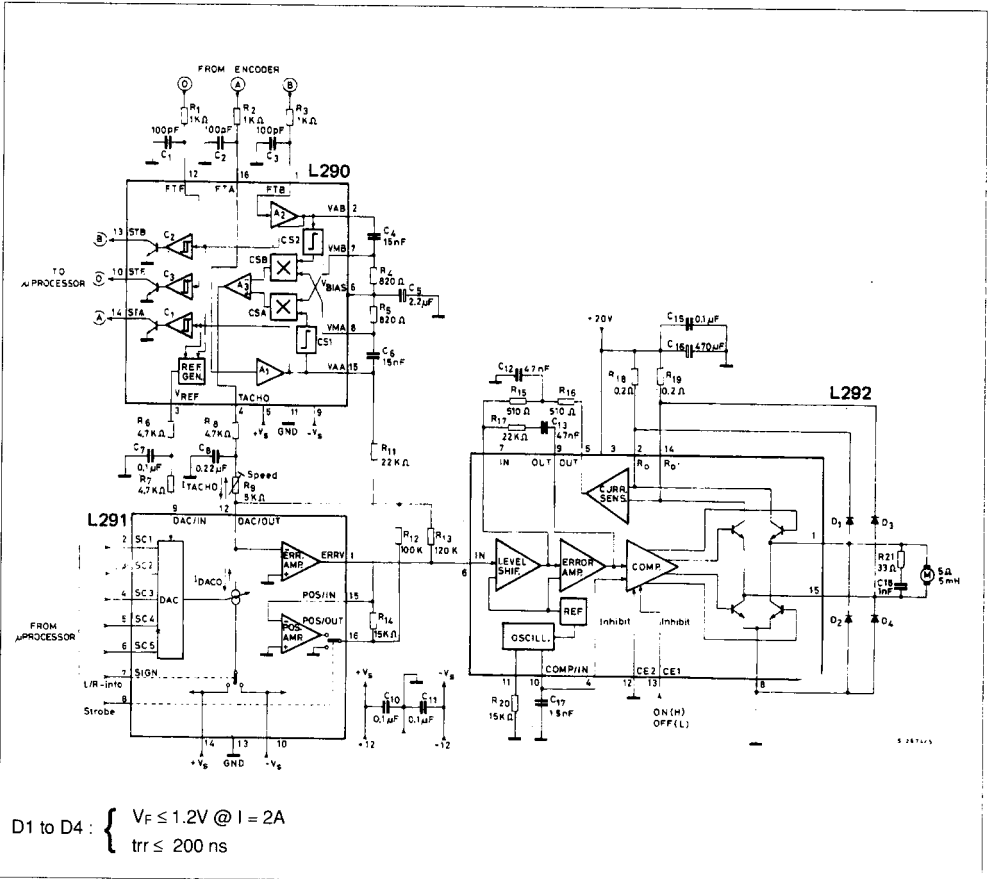 FROM ENCODER
O A B
R1 1KΩ
R2 1KΩ
R3 1KΩ
100pF C1
100pF C2
100pF C3
12 16 1
L290
FTF FTA FTB
A2
VAB 2
C4 15nF
CS2
VMB 7
13 STB
C2
B
CSB
R4 820Ω
TO µPROCESSOR
10 STF
C3
O
A3
VBIAS 6
C5 2,2µF
CSA
R5 820Ω
14 STA
C1
A
VMA 8
CS1
C6 15nF
REF GEN.
A1
VAA 15
VREF
TACHO
3 4 5 11 9
+Vs GND -Vs
R6 4,7KΩ
R8 4,7KΩ
C7 0,1µF
C8 0,22µF
R7 4,7KΩ
ITACHO
Speed
R9 5KΩ
R11 22KΩ
L291
9 12
DAC/IN DAC/OUT
R12 100K
R13 120K
2 SC1
SC2
4 SC3
5 SC4
6 SC5
DAC
IDACO
ERR. AMP.
ERRV 1
POS/IN 15
POS. AMP.
POS/OUT 16
R14 15KΩ
FROM µPROCESSOR
7 SIGN
L/R-info
8
Strobe
14 13 10
+Vs GND -Vs
+Vs -Vs
C10 0,1µF
C11 0,1µF
+12 -12
+20V
C15 0,1µF
C16 470µF
R18 0.2Ω
R19 0.2Ω
L292
C12 47nF
R15 510Ω
R16 510Ω
R17 22KΩ
C13 47nF
7 9 5 3 2 14
IN OUT OUT
CURR. SENS.
IN 6
LEVEL SHIF.
ERROR AMP.
COMP.
REF
OSCILL.
COMP/IN
Inhibit Inhibit
CE2 CE1
11 10 4 12 13 8
R20 15KΩ
ON(H)
OFF(L)
1
15
D1 D3
D2 D4
R21 33Ω
C18 1nF
M 5Ω 5mH
D1 to D4 : { VF ≤ 1.2V @ I = 2A
trr ≤ 200 ns